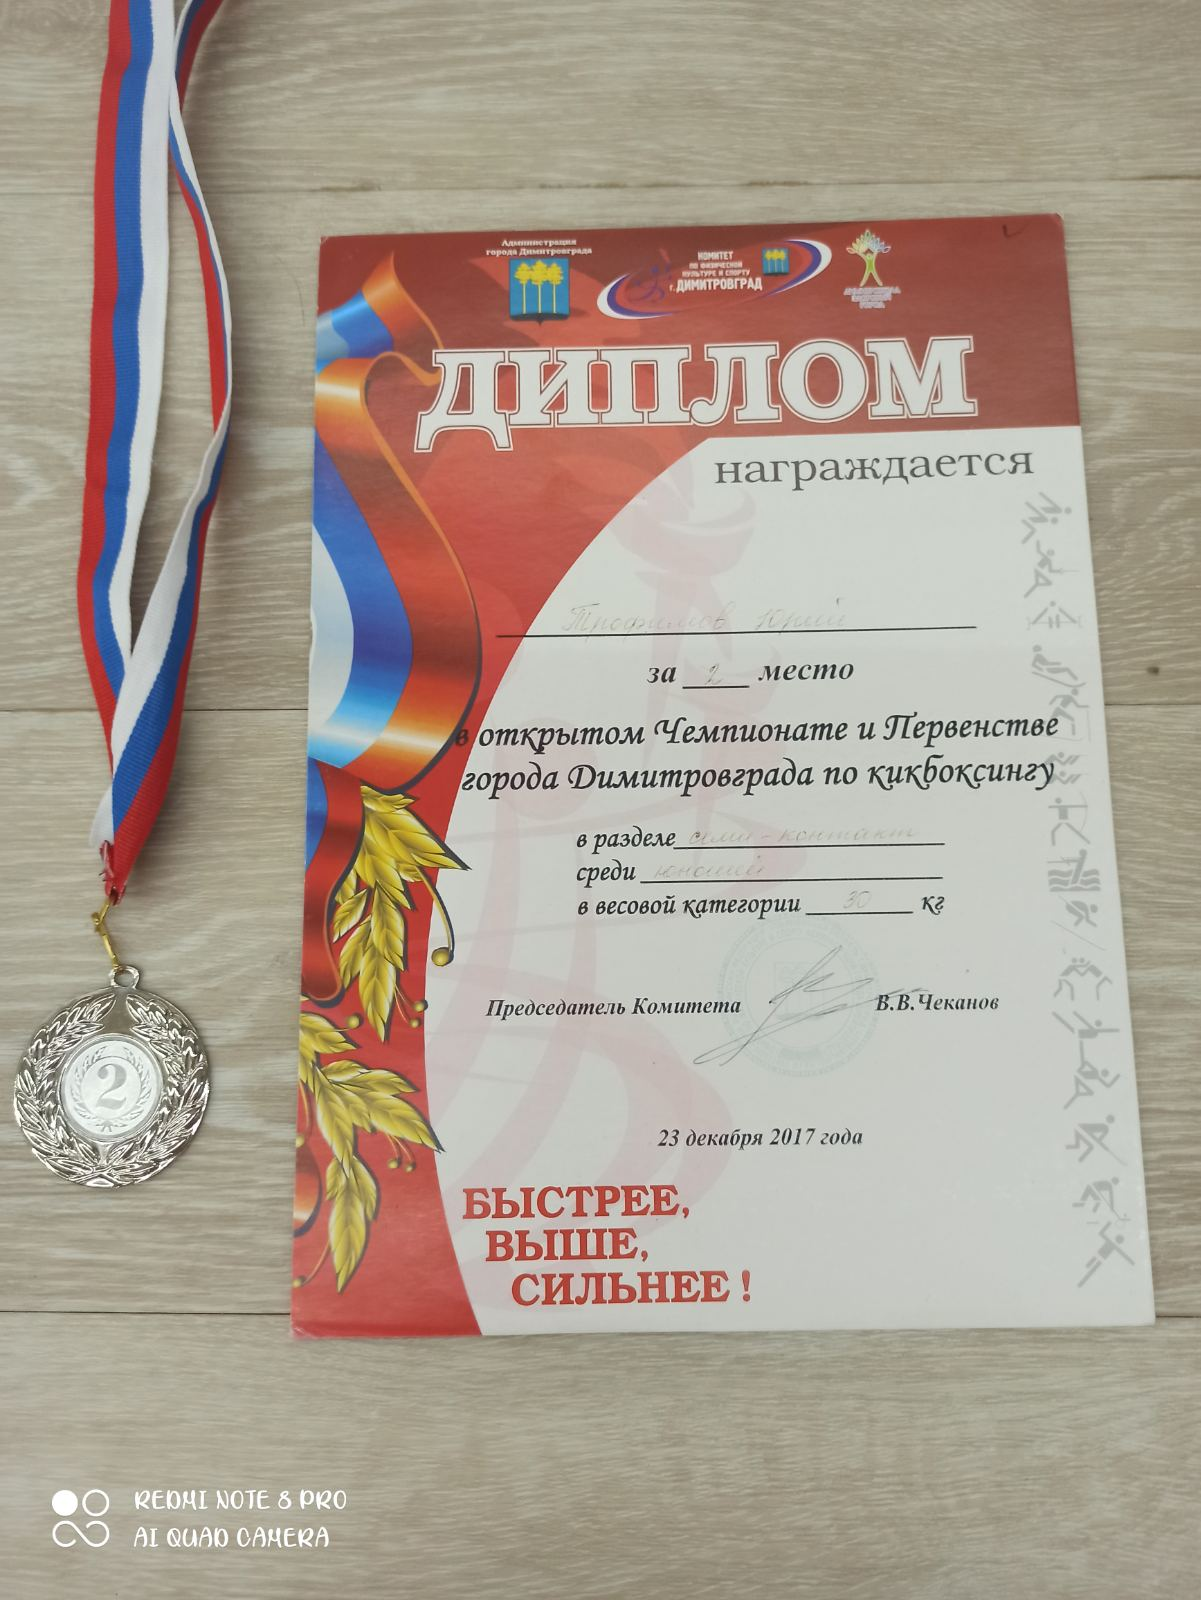 Администрация
города Димитровграда
КОМИТЕТ
ПО ФИЗИЧЕСКОЙ
КУЛЬТУРЕ И СПОРТУ
г. ДИМИТРОВГРАД
ДИПЛОМ
награждается
Трофимов Юрий
за 2 место
в открытом Чемпионате и Первенстве
города Димитровграда по кикбоксингу
в разделе семи-контакт
среди юношей
в весовой категории 30 кг
Председатель Комитета В.В.Чеканов
23 декабря 2017 года
БЫСТРЕЕ,
ВЫШЕ,
СИЛЬНЕЕ !
2
REDMI NOTE 8 PRO
AI QUAD CAMERA